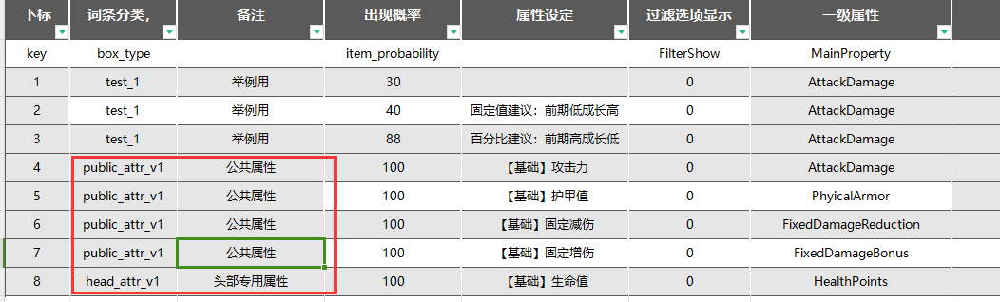 下标 词条分类, 备注 出现概率 属性设定 过滤选项显示 一级属性
key box_type item_probability FilterShow MainProperty
1 test_1 举例用 30 0 AttackDamage
2 test_1 举例用 40 固定值建议：前期低成长高 0 AttackDamage
3 test_1 举例用 88 百分比建议：前期高成长低 0 AttackDamage
4 public_attr_v1 公共属性 100 【基础】攻击力 0 AttackDamage
5 public_attr_v1 公共属性 100 【基础】护甲值 0 PhyicalArmor
6 public_attr_v1 公共属性 100 【基础】固定减伤 0 FixedDamageReduction
7 public_attr_v1 公共属性 100 【基础】固定增伤 0 FixedDamageBonus
8 head_attr_v1 头部专用属性 100 【基础】生命值 0 HealthPoints